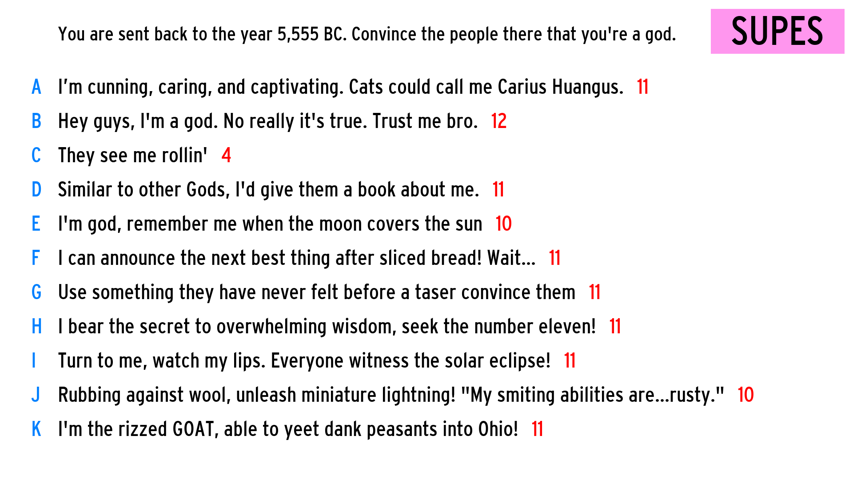 You are sent back to the year 5,555 BC. Convince the people there that you're a god.
SUPES
A I'm cunning, caring, and captivating. Cats could call me Carius Huangus. 11
B Hey guys, I'm a god. No really it's true. Trust me bro. 12
C They see me rollin' 4
D Similar to other Gods, I'd give them a book about me. 11
E I'm god, remember me when the moon covers the sun 10
F I can announce the next best thing after sliced bread! Wait... 11
G Use something they have never felt before a taser convince them 11
H I bear the secret to overwhelming wisdom, seek the number eleven! 11
I Turn to me, watch my lips. Everyone witness the solar eclipse! 11
J Rubbing against wool, unleash miniature lightning! "My smiting abilities are...rusty." 10
K I'm the rizzed GOAT, able to yeet dank peasants into Ohio! 11